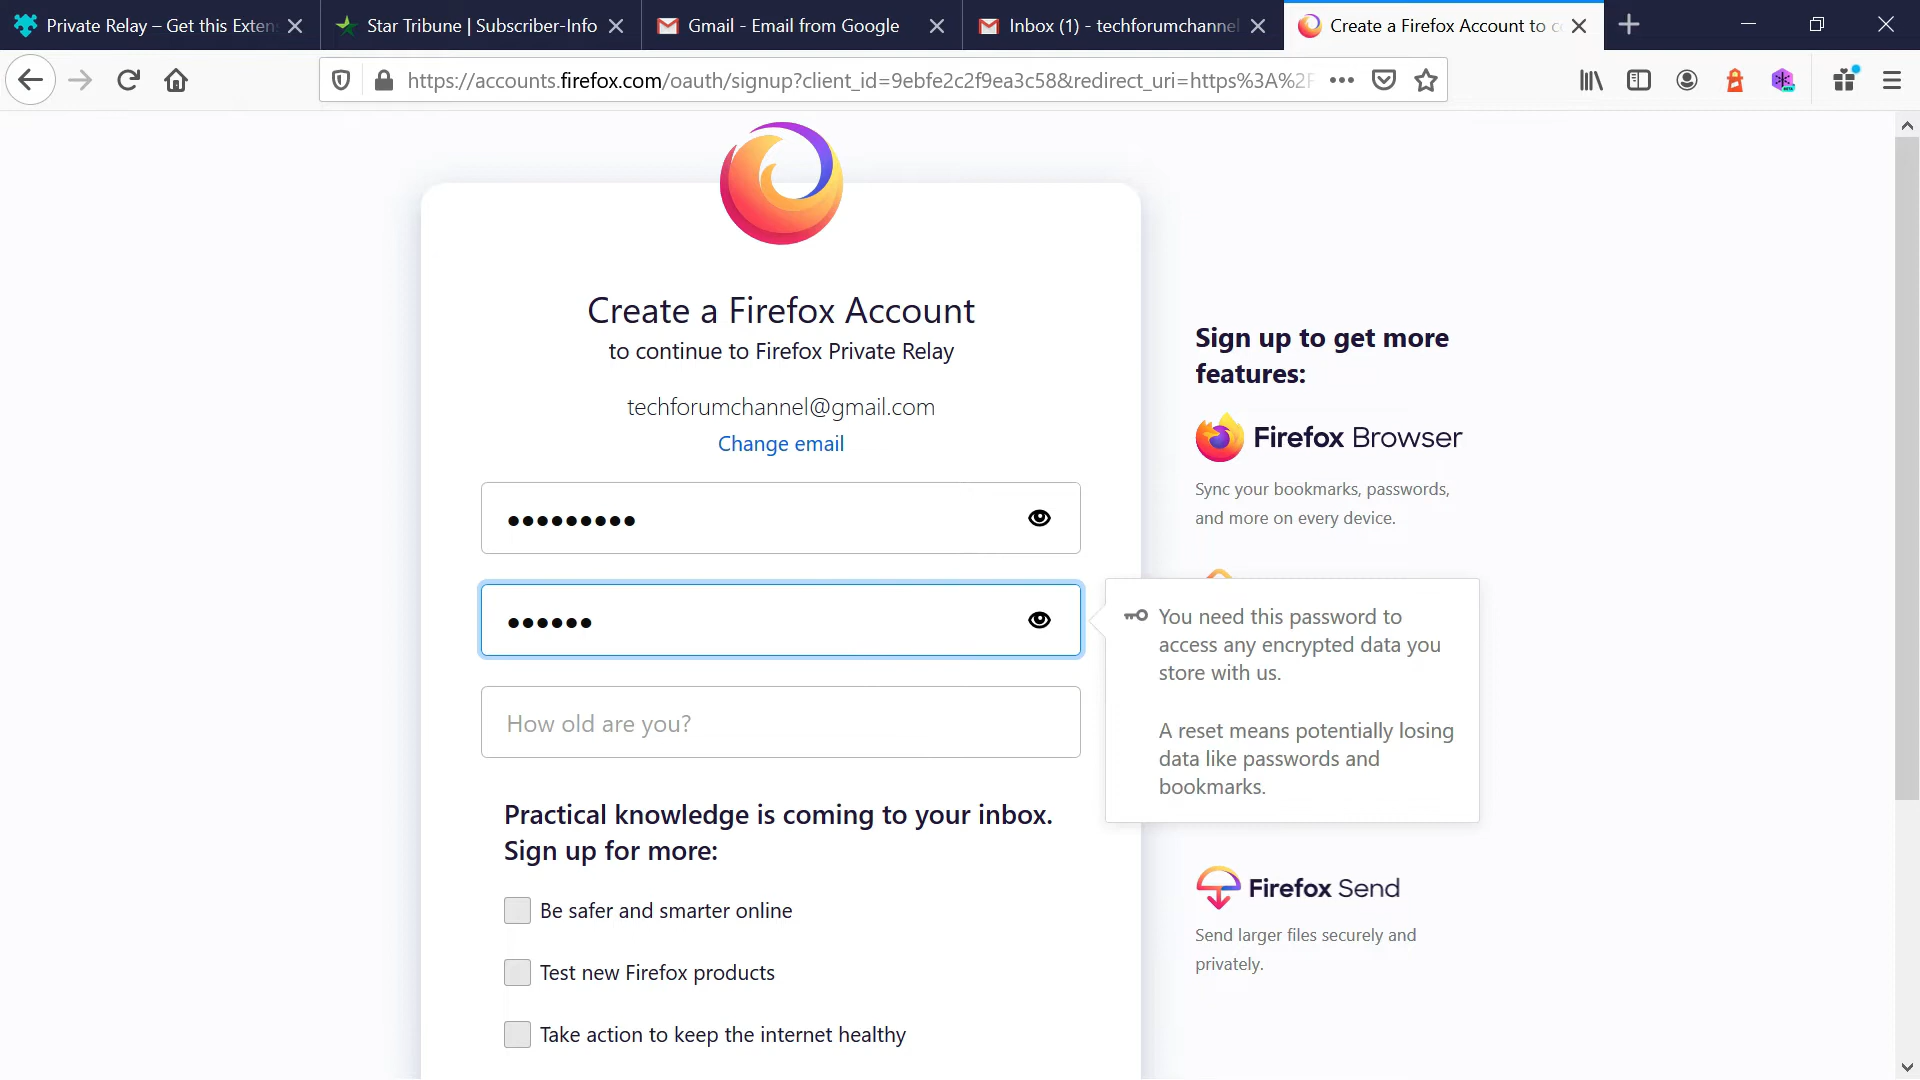 Private Relay – Get this Exten
Star Tribune | Subscriber-Info
Gmail - Email from Google
Inbox (1) - techforumchannel
Create a Firefox Account to co
https://accounts.firefox.com/oauth/signup?client_id=9ebfe2c2f9ea3c58&redirect_uri=https%3A%2F
Create a Firefox Account
to continue to Firefox Private Relay
techforumchannel@gmail.com
Change email
How old are you?
Practical knowledge is coming to your inbox.
Sign up for more:
Be safer and smarter online
Test new Firefox products
Take action to keep the internet healthy
Sign up to get more
features:
Firefox Browser
Sync your bookmarks, passwords,
and more on every device.
You need this password to
access any encrypted data you
store with us.
A reset means potentially losing
data like passwords and
bookmarks.
Firefox Send
Send larger files securely and
privately.